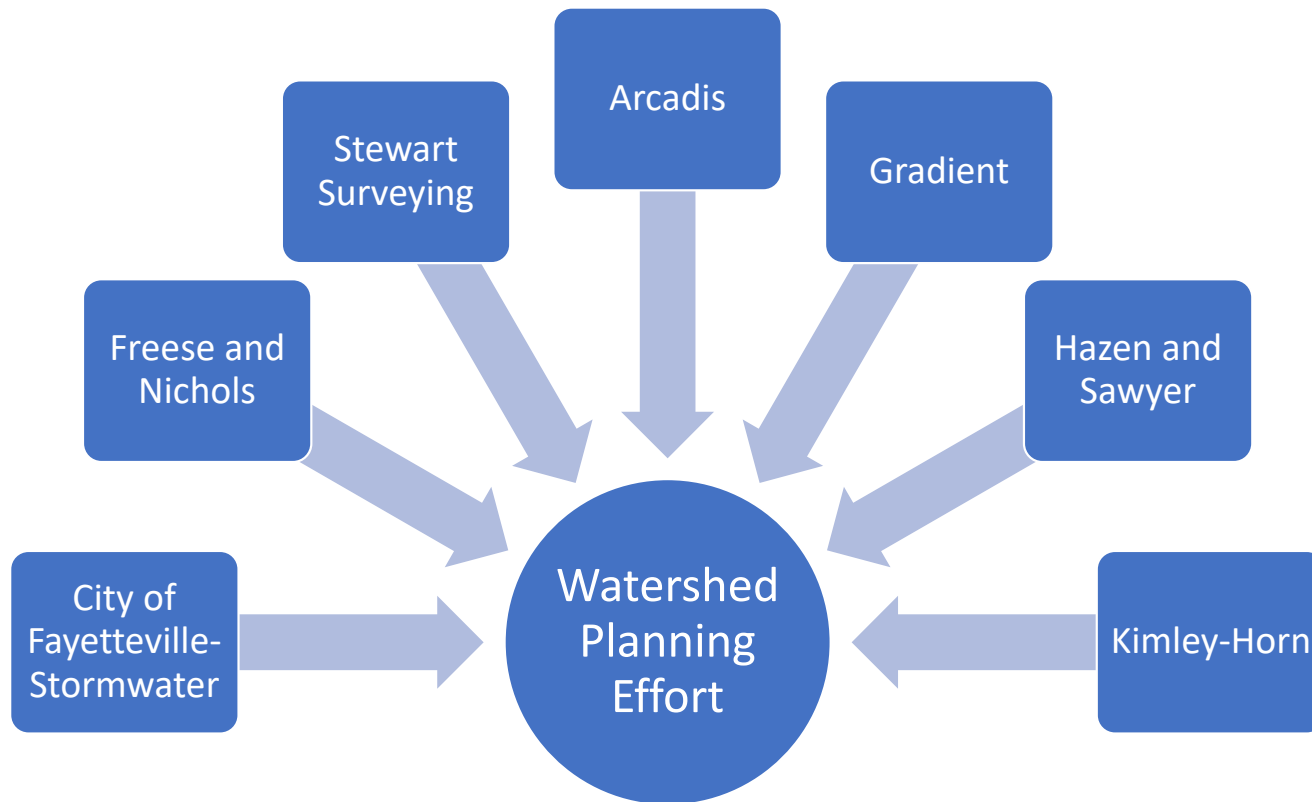 Arcadis
Stewart
Surveying
Gradient
Freese and
Nichols
Hazen and
Sawyer
City of
Fayetteville-
Stormwater
Watershed
Planning
Effort
Kimley-Horn